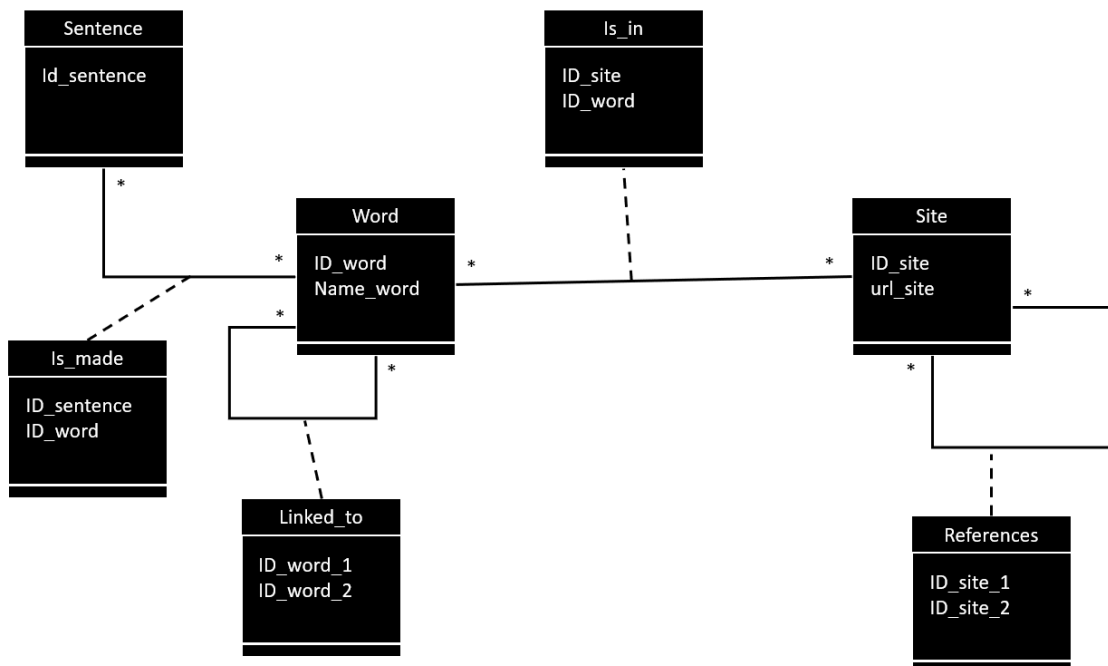 Sentence
Id_sentence
Is_in
ID_site
ID_word
*
Word
ID_word
Name_word
*
*
*
*
*
Site
ID_site
url_site
*
*
Is_made
ID_sentence
ID_word
Linked_to
ID_word_1
ID_word_2
References
ID_site_1
ID_site_2